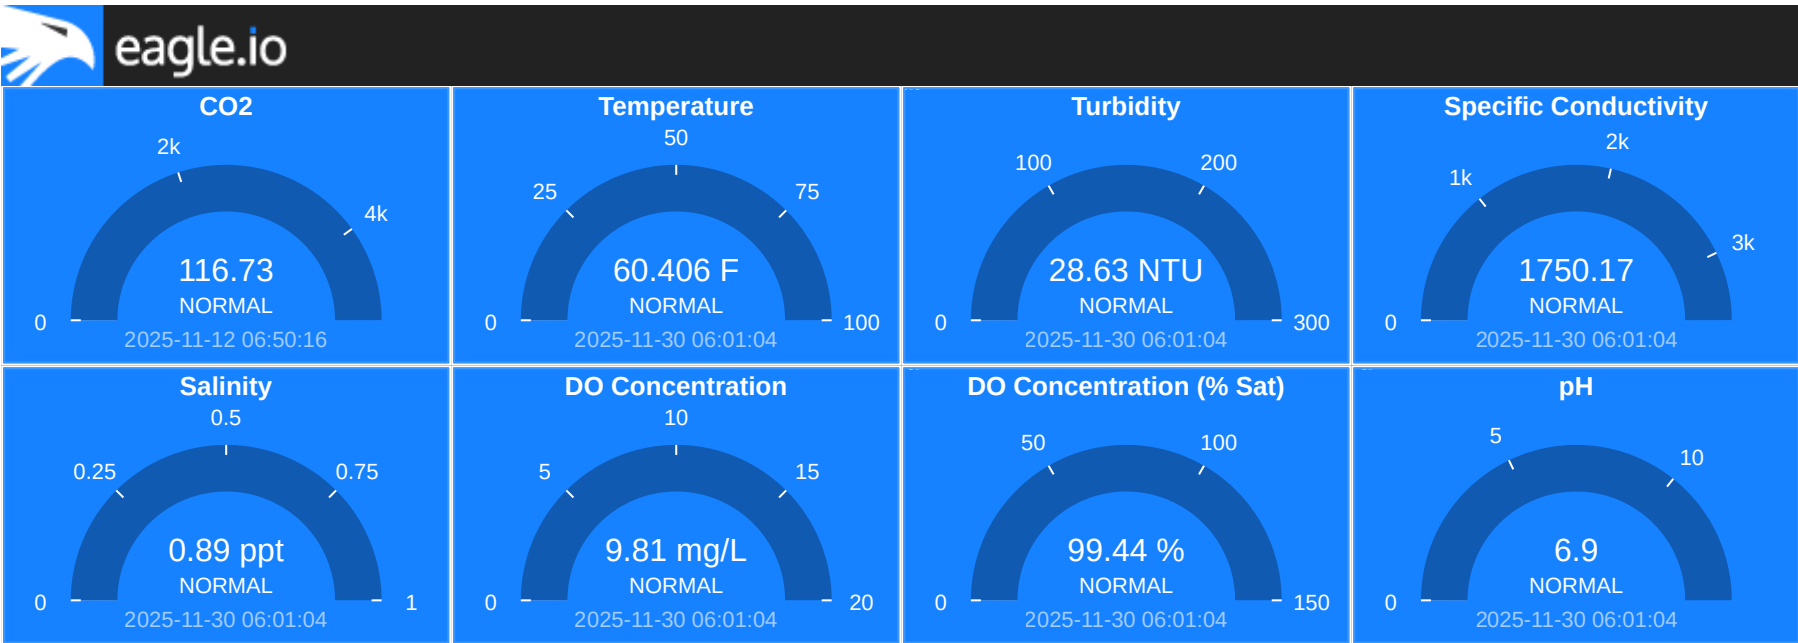 eagle.io
CO2
2k
4k
0
116.73
NORMAL
2025-11-12 06:50:16
Temperature
50
25
75
0
100
60.406 F
NORMAL
2025-11-30 06:01:04
Turbidity
100
200
0
300
28.63 NTU
NORMAL
2025-11-30 06:01:04
Specific Conductivity
2k
1k
3k
0
1750.17
NORMAL
2025-11-30 06:01:04
Salinity
0.5
0.25
0.75
0
1
0.89 ppt
NORMAL
2025-11-30 06:01:04
DO Concentration
10
5
15
0
20
9.81 mg/L
NORMAL
2025-11-30 06:01:04
DO Concentration (% Sat)
50
100
0
150
99.44 %
NORMAL
2025-11-30 06:01:04
pH
5
10
0
6.9
NORMAL
2025-11-30 06:01:04